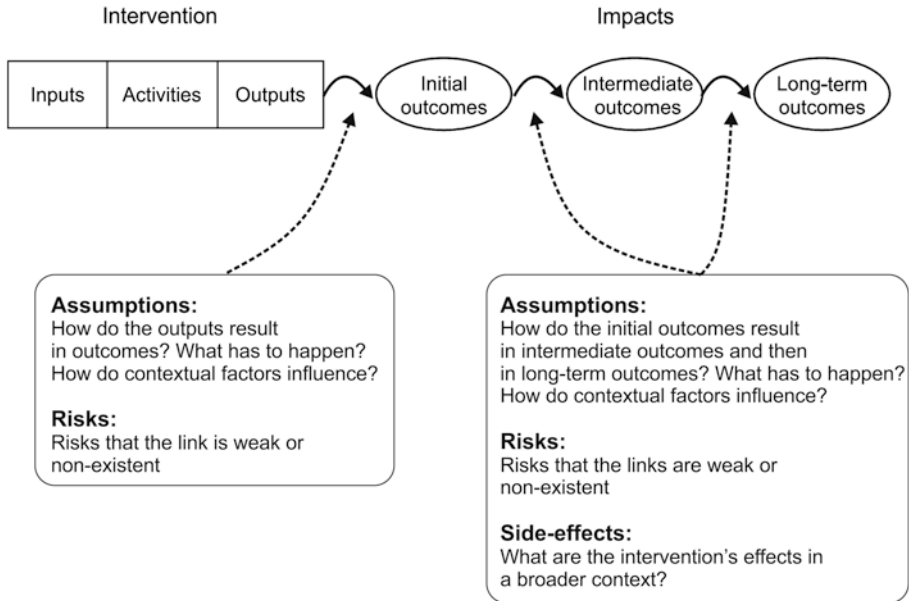 Intervention
Impacts
Inputs
Activities
Outputs
Initial
outcomes
Intermediate
outcomes
Long-term
outcomes
Assumptions:
How do the outputs result
in outcomes? What has to happen?
How do contextual factors influence?
Risks:
Risks that the link is weak or
non-existent
Assumptions:
How do the initial outcomes result
in intermediate outcomes and then
in long-term outcomes? What has to happen?
How do contextual factors influence?
Risks:
Risks that the links are weak or
non-existent
Side-effects:
What are the intervention’s effects in
a broader context?